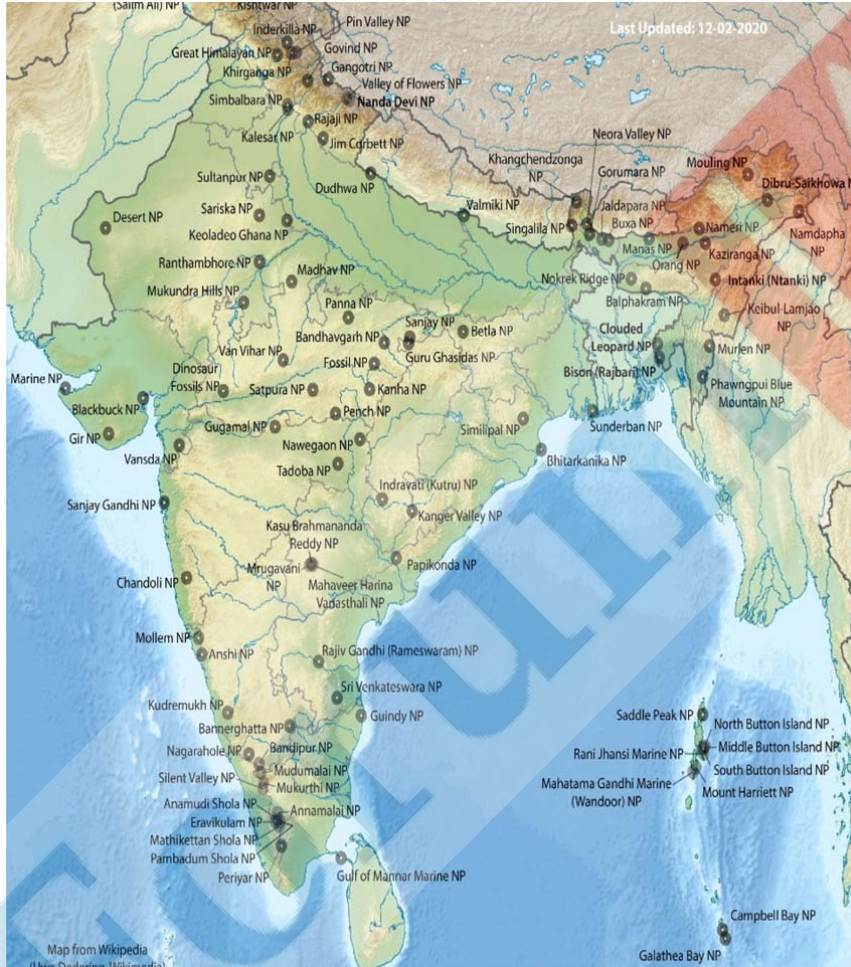 (Salim Ali) NP
Kishtwar NP
Inderkilla NP
Pin Valley NP
Last Updated: 12-02-2020
Great Himalayan NP
Govind NP
Khirganga NP
Gangotri NP
Valley of Flowers NP
Simbalbara NP
Nanda Devi NP
Rajaji NP
Kalesar NP
Jim Corbett NP
Neora Valley NP
Khangchendzonga
NP
Gorumara NP
Mouling NP
Sultanpur NP
Dudhwa NP
Dibru-Saikhowa
Sariska NP
Valmiki NP
Jaldapara NP
Desert NP
Keoladeo Ghana NP
Singalila NP
Buxa NP
Nameri NP
Namdapha
NP
Manas NP
Kaziranga NP
Ranthambhore NP
Madhav NP
Orang NP
Nokrek Ridge NP
Intanki (Ntanki) NP
Mukundra Hills NP
Balphakram NP
Panna NP
Keibul-Lamjao
NP
Sanjay NP
Betla NP
Bandhavgarh NP
Clouded
Leopard NP
Van Vihar NP
Guru Ghasidas NP
Murlen NP
Dinosaur
Fossils NP
Fossil NP
Bison (Rajbari) NP
Marine NP
Satpura NP
Kanha NP
Phawngpui Blue
Mountain NP
Blackbuck NP
Pench NP
Gugamal NP
Similipal NP
Sunderban NP
Gir NP
Nawegaon NP
Vansda NP
Bhitarkanika NP
Tadoba NP
Indravati (Kutru) NP
Sanjay Gandhi NP
Kanger Valley NP
Kasu Brahmananda
Reddy NP
Papikonda NP
Mrugavani
NP
Chandoli NP
Mahaveer Harina
Vanasthali NP
Mollem NP
Anshi NP
Rajiv Gandhi (Rameswaram) NP
Sri Venkateswara NP
Kudremukh NP
Guindy NP
Saddle Peak NP
North Button Island NP
Bannerghatta NP
Nagarahole NP
Bandipur NP
Rani Jhansi Marine NP
Middle Button Island NP
Silent Valley NP
Mudumalai NP
South Button Island NP
Mukurthi NP
Mahatama Gandhi Marine
(Wandoor) NP
Mount Harriett NP
Anamudi Shola NP
Annamalai NP
Eravikulam NP
Mathikettan Shola NP
Pambadum Shola NP
Periyar NP
Gulf of Mannar Marine NP
Campbell Bay NP
Map from Wikipedia
Galathea Bay NP